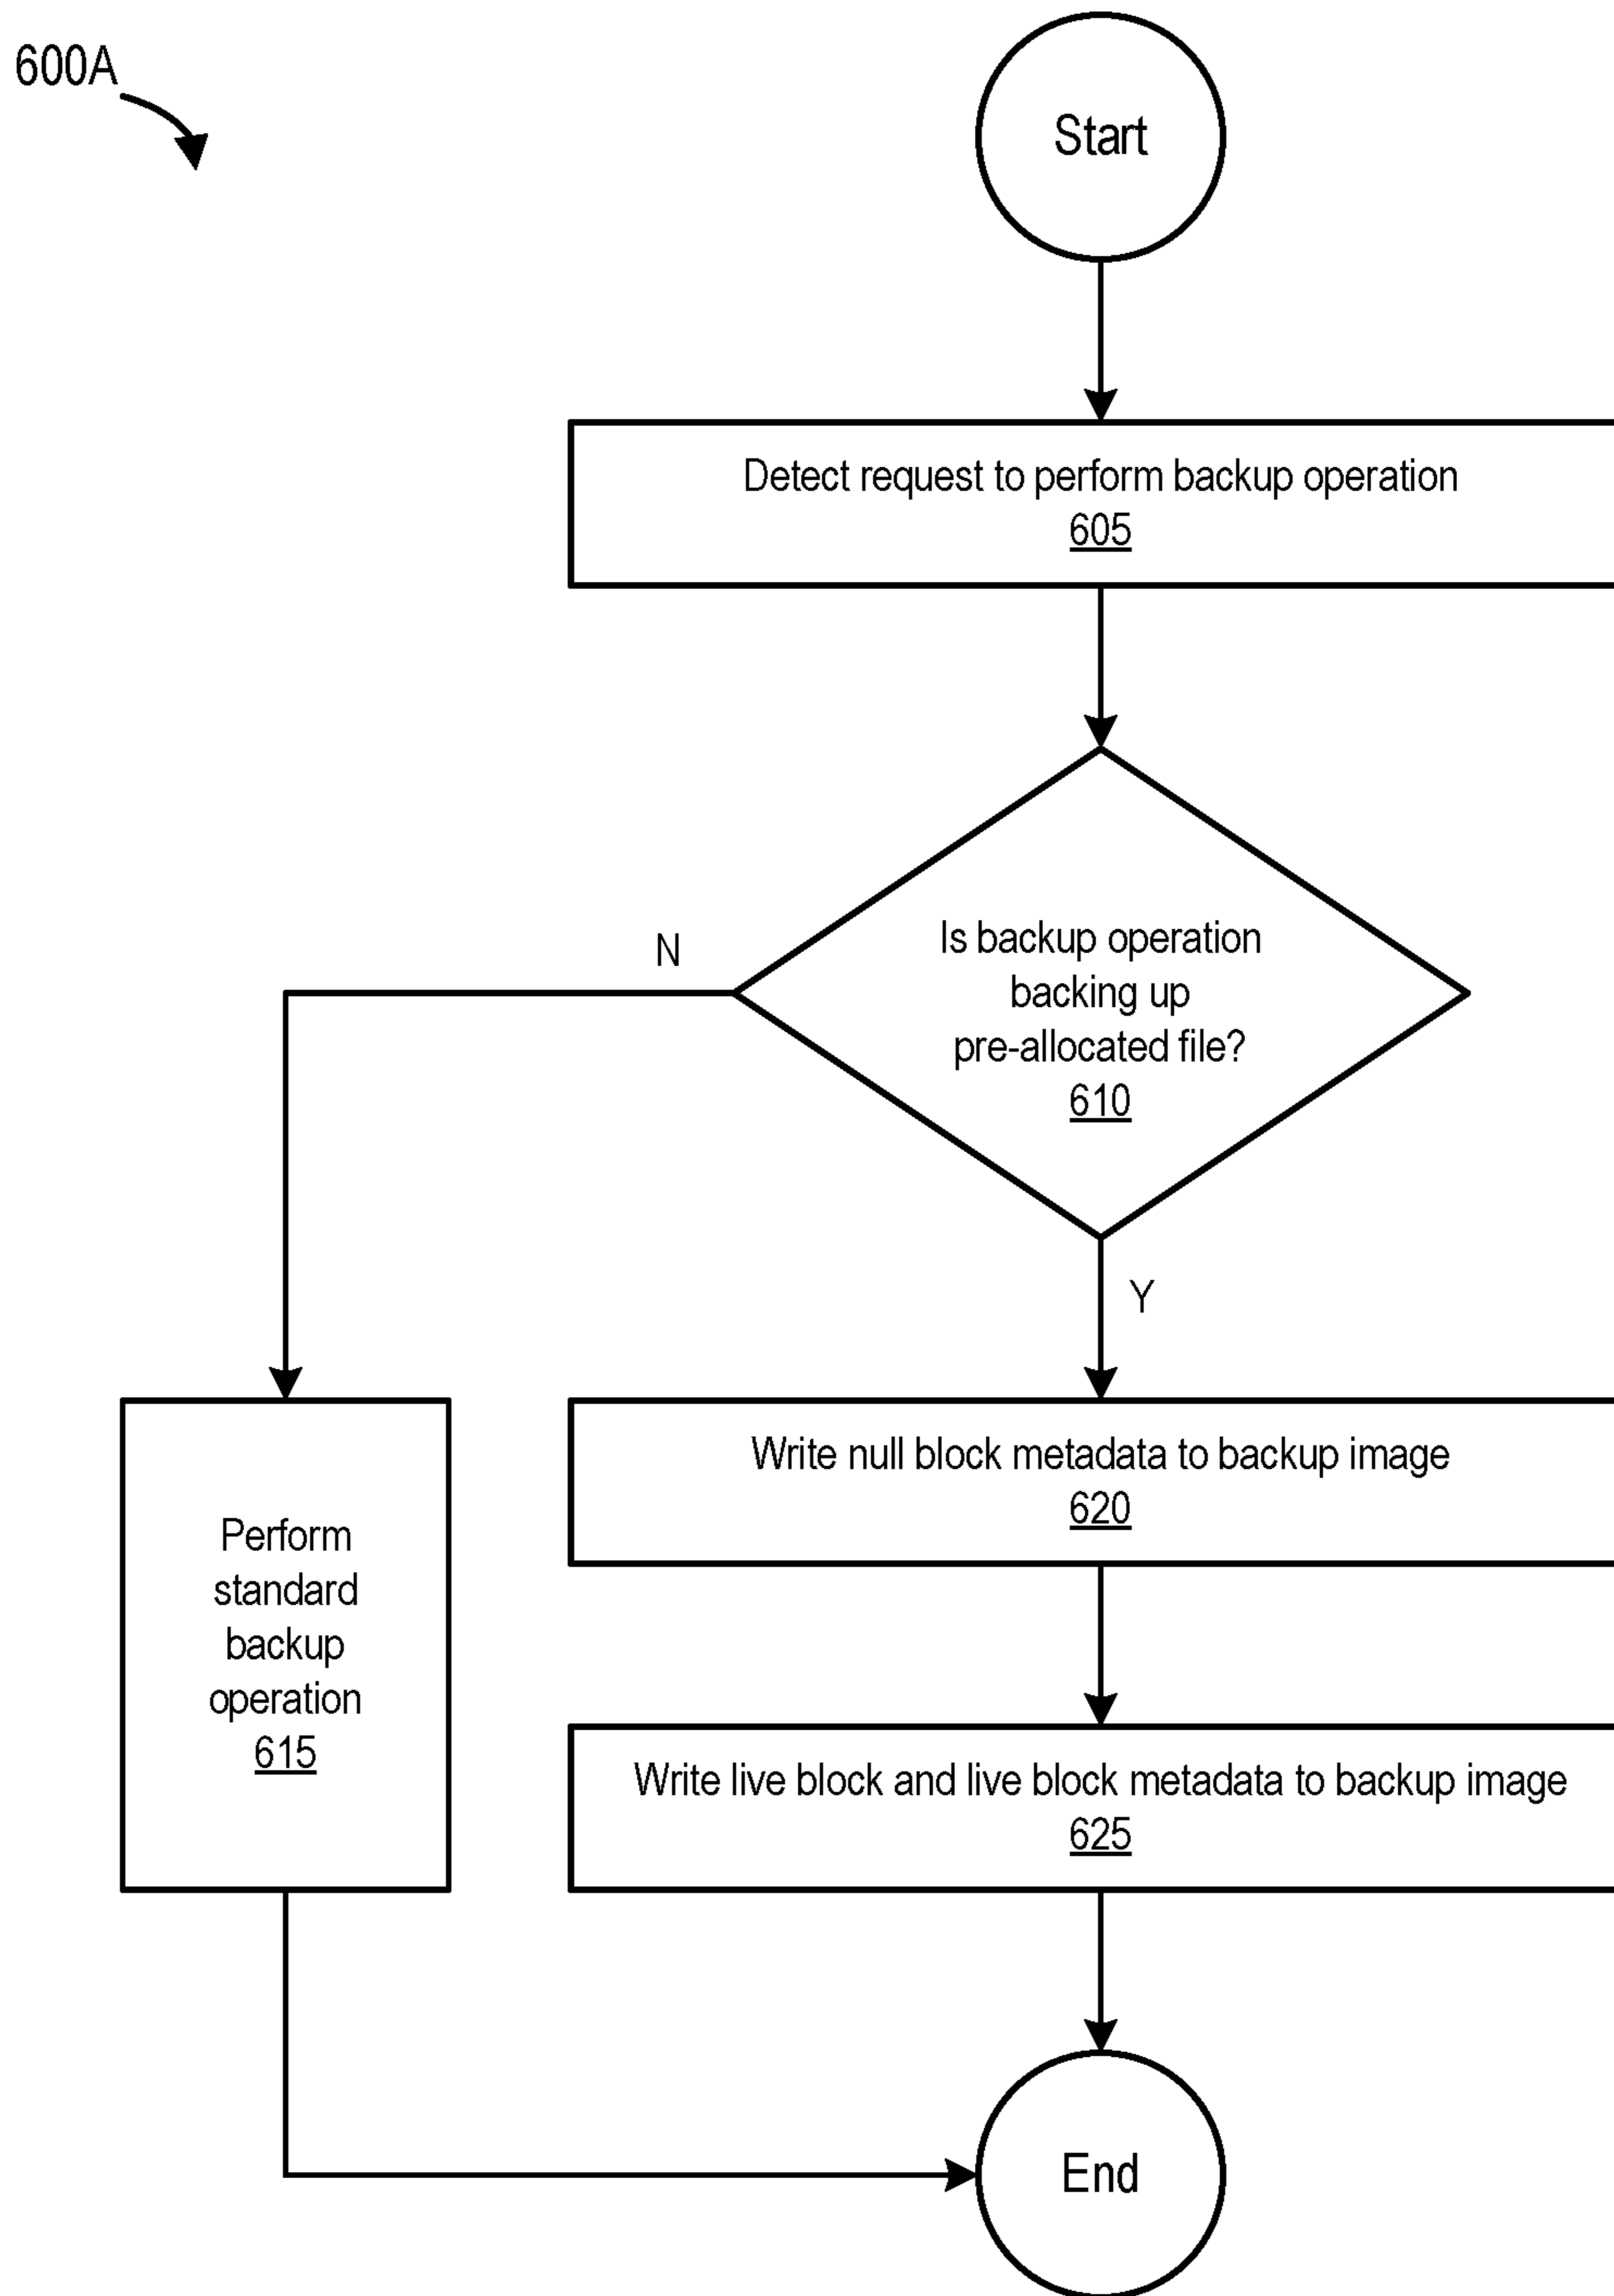 600A
Start
Detect request to perform backup operation
605
Is backup operation
backing up
pre-allocated file?
610
N
Y
Perform
standard
backup
operation
615
Write null block metadata to backup image
620
Write live block and live block metadata to backup image
625
End